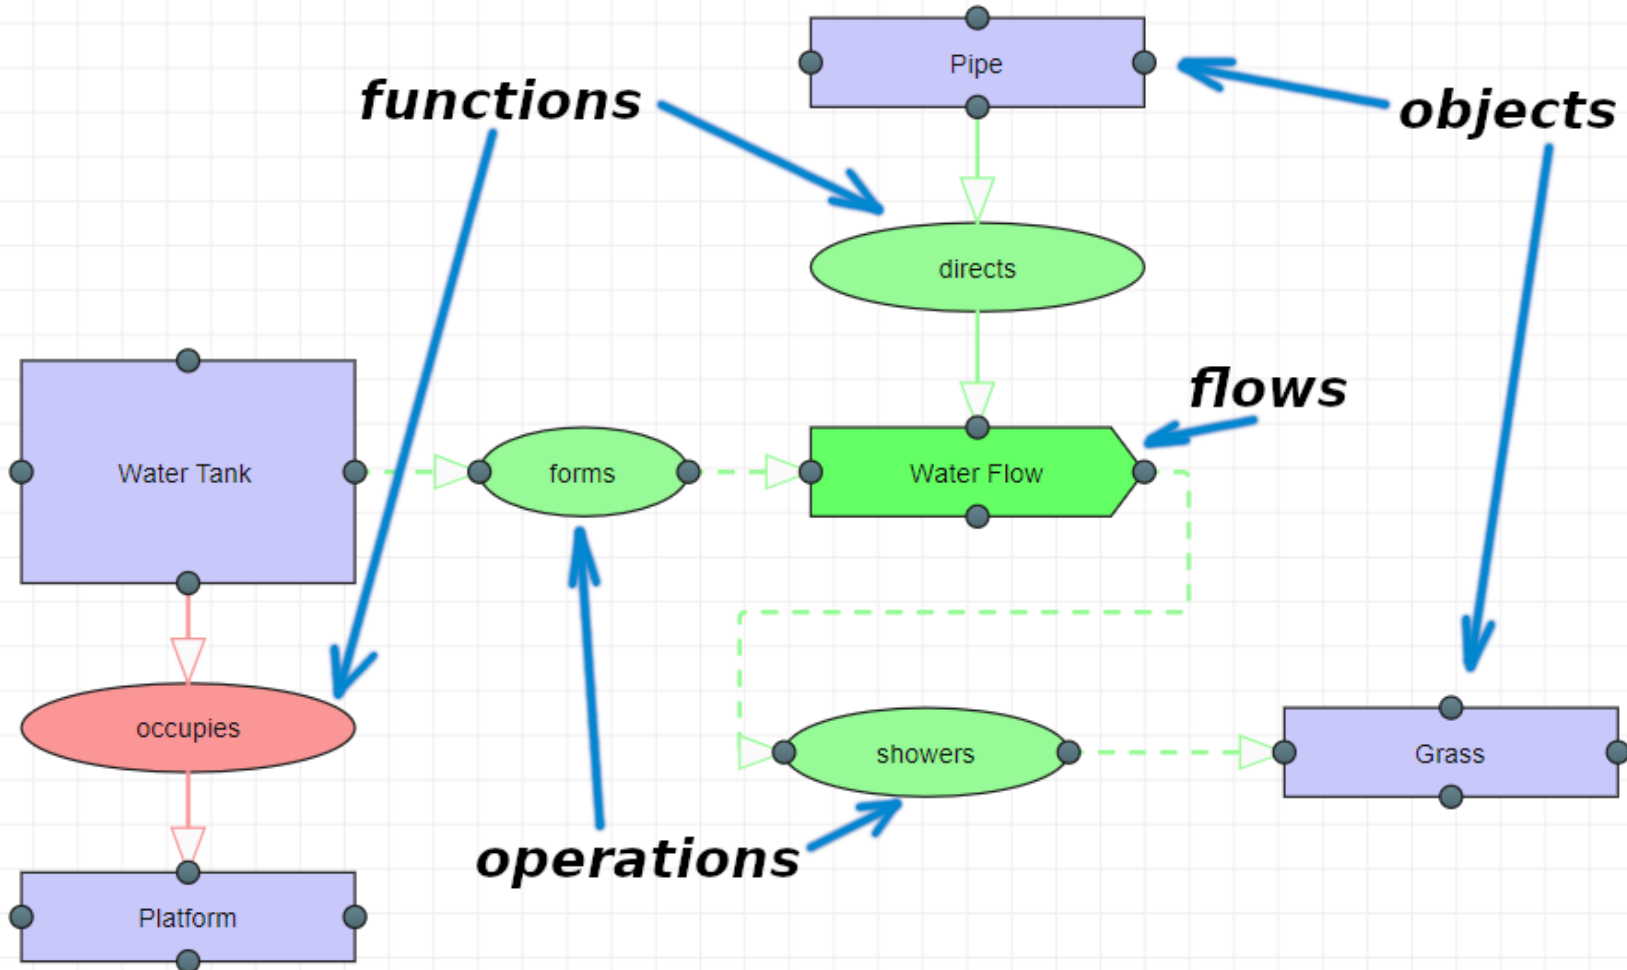 Pipe
functions
objects
directs
flows
Water Tank
forms
Water Flow
occupies
showers
Grass
operations
Platform